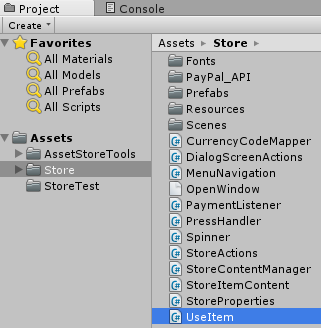 Project
Console
Create
Favorites
All Materials
All Models
All Prefabs
All Scripts
Assets
AssetStoreTools
Store
StoreTest
Assets Store
Fonts
PayPal_API
Prefabs
Resources
Scenes
CurrencyCodeMapper
DialogScreenActions
MenuNavigation
OpenWindow
PaymentListener
PressHandler
Spinner
StoreActions
StoreContentManager
StoreItemContent
StoreProperties
UseItem